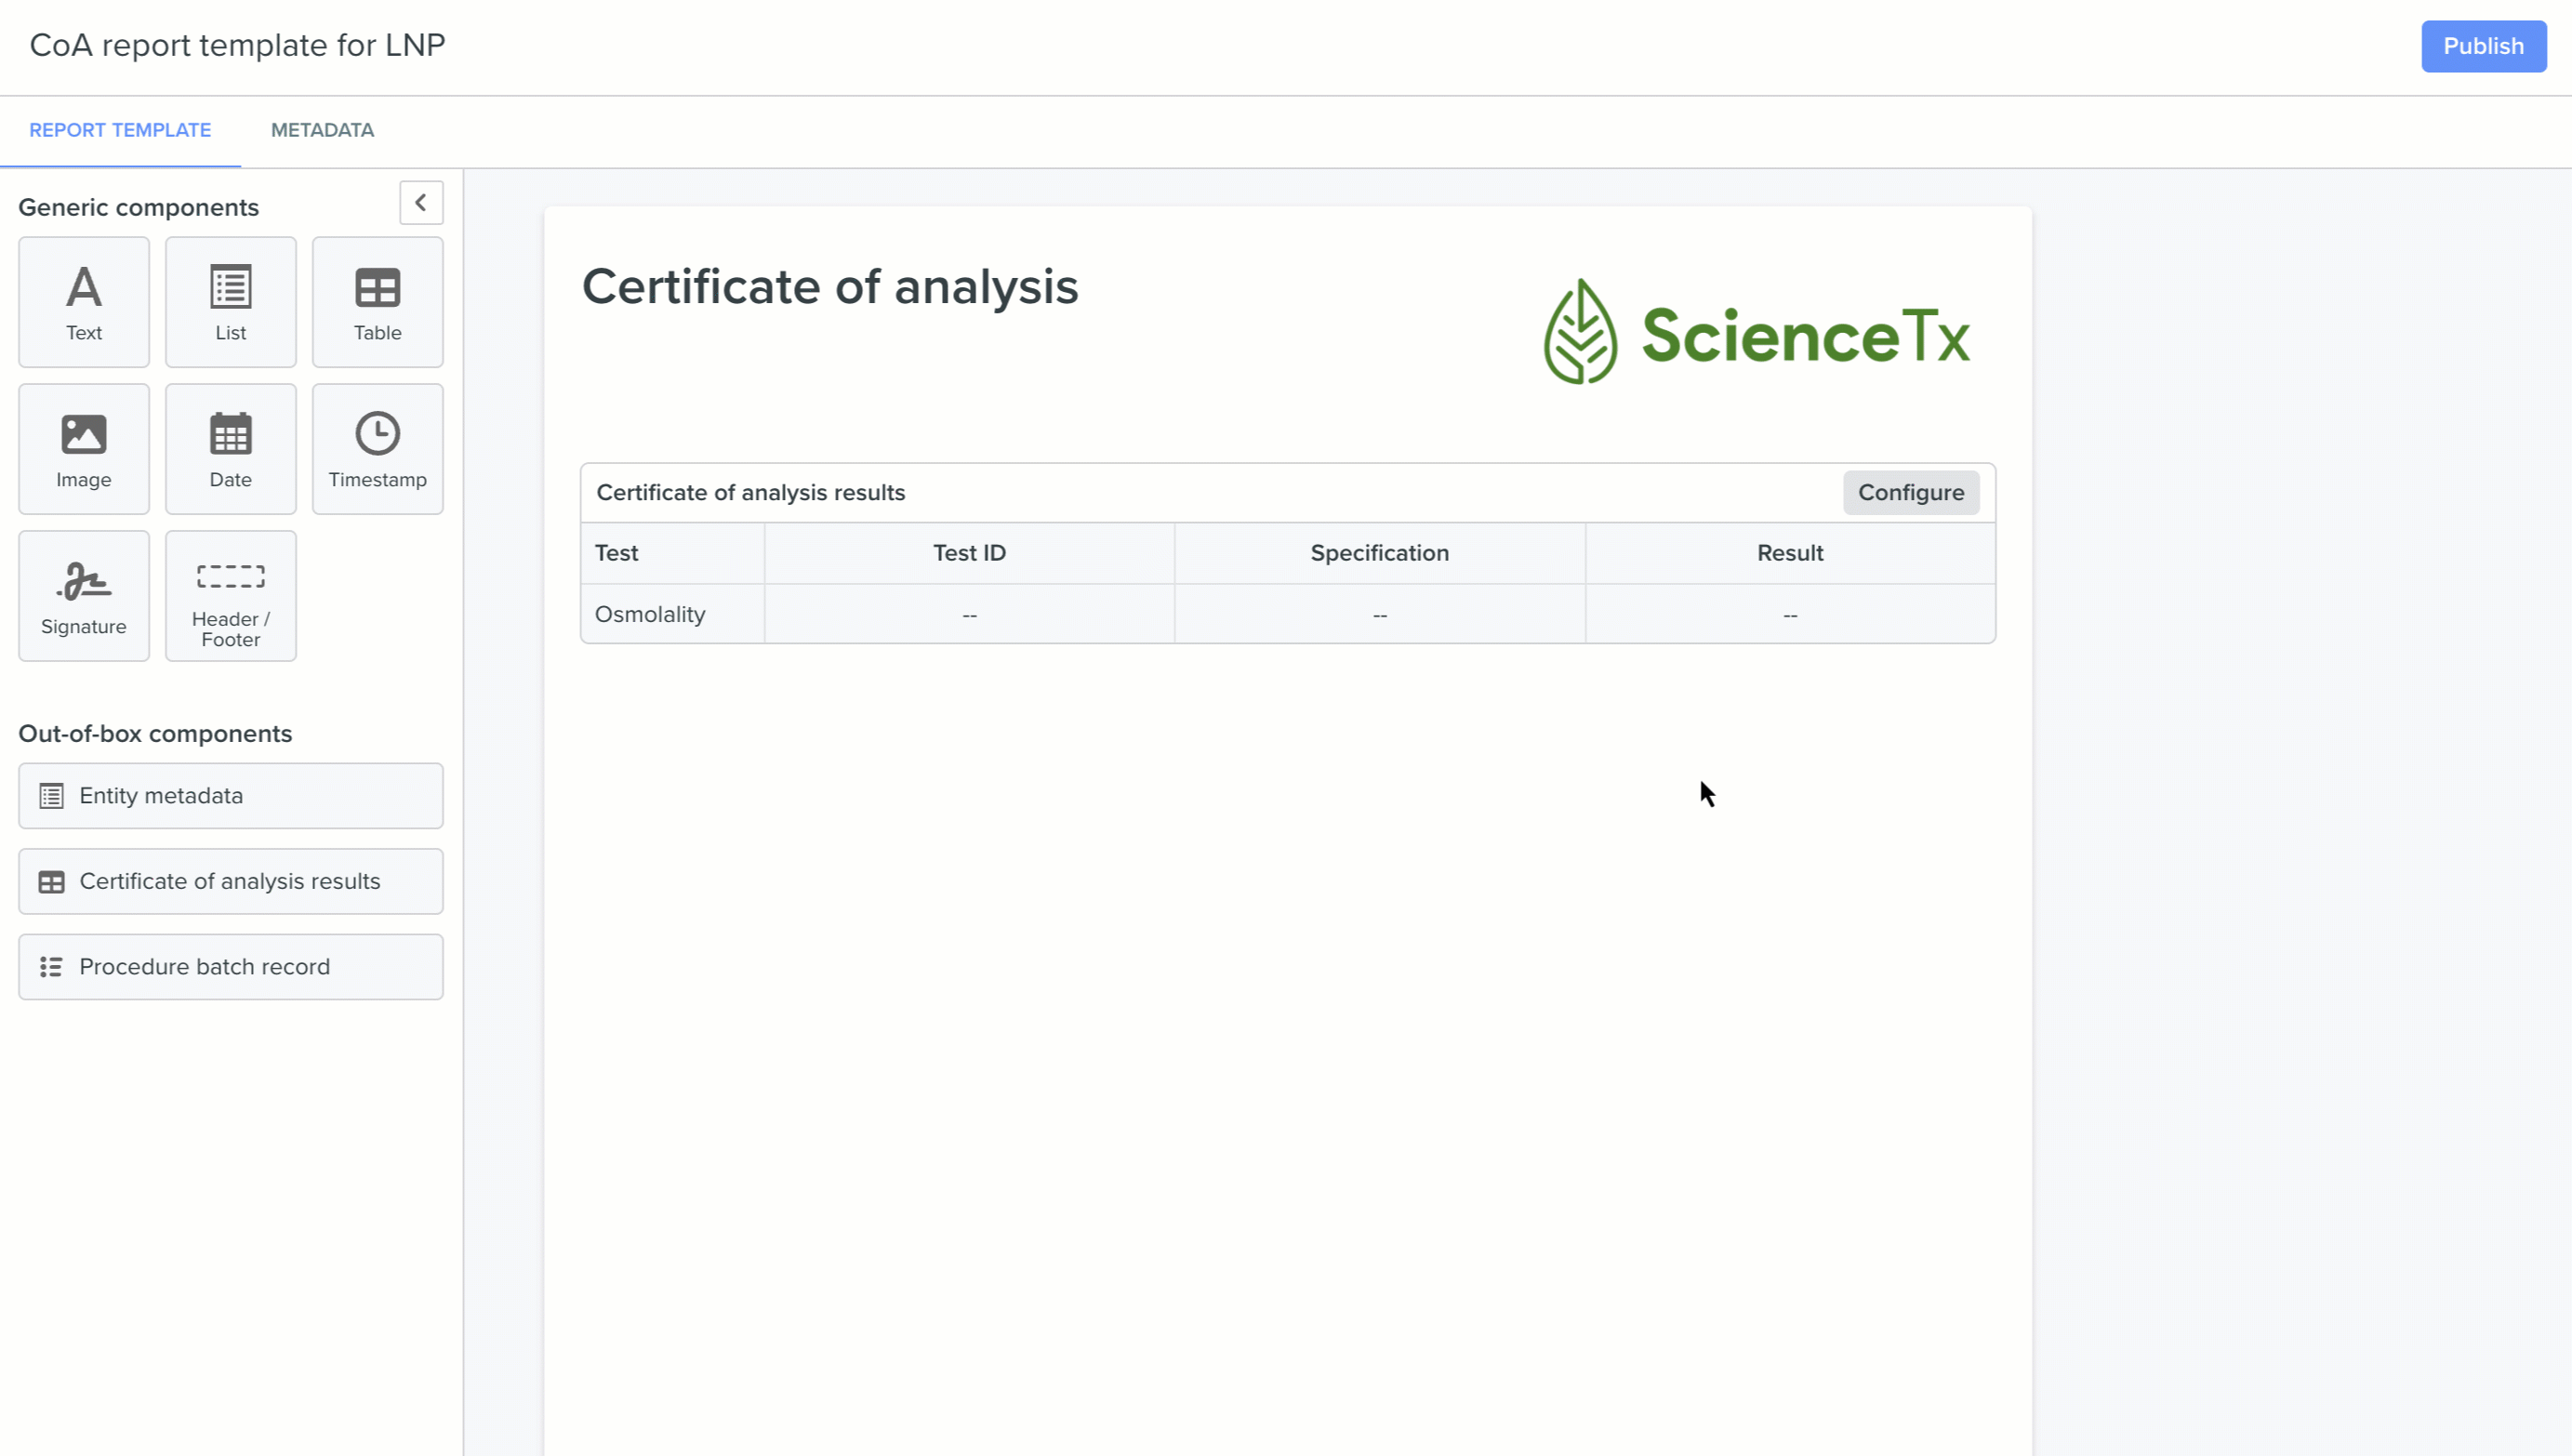 CoA report template for LNP
Publish
REPORT TEMPLATE METADATA
Generic components
Text List Table
Image Date Timestamp
Signature Header /
Footer
Out-of-box components
Entity metadata
Certificate of analysis results
Procedure batch record
Certificate of analysis
ScienceTx
Certificate of analysis results Configure
Test Test ID Specification Result
Osmolality -- -- --